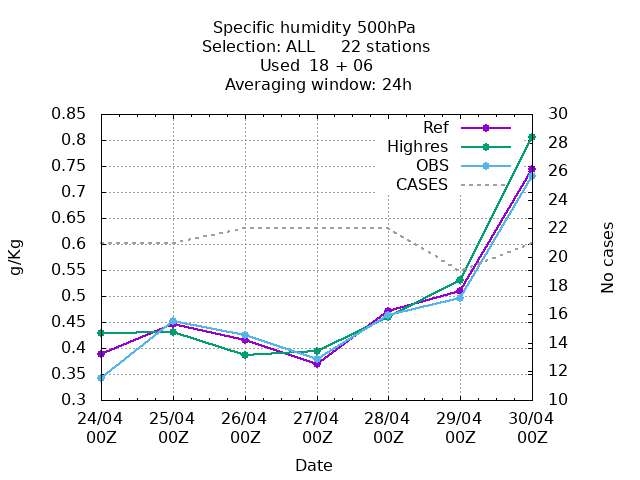 Specific humidity 500hPa
Selection: ALL 22 stations
Used 18 + 06
Averaging window: 24h
0.85
0.8
0.75
0.7
0.65
0.6
0.55
0.5
0.45
0.4
0.35
0.3
g/Kg
Ref
Highres
OBS
CASES
30
28
26
24
22
20
18
16
14
12
10
No cases
24/04 25/04 26/04 27/04 28/04 29/04 30/04
00Z 00Z 00Z 00Z 00Z 00Z 00Z
Date